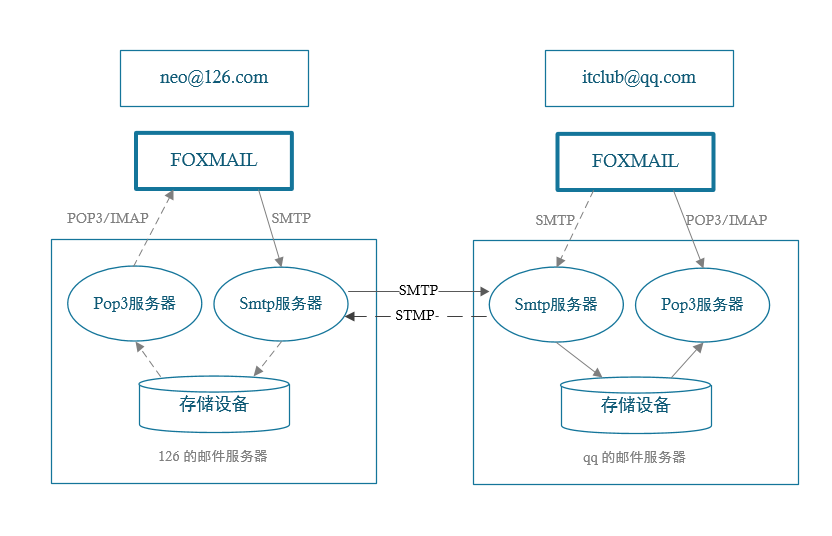 neo@126.com
itclub@qq.com
FOXMAIL
FOXMAIL
POP3/IMAP
SMTP
SMTP
POP3/IMAP
Pop3服务器
Smtp服务器
SMTP
STMP-
Smtp服务器
Pop3服务器
存储设备
存储设备
126 的邮件服务器
qq 的邮件服务器